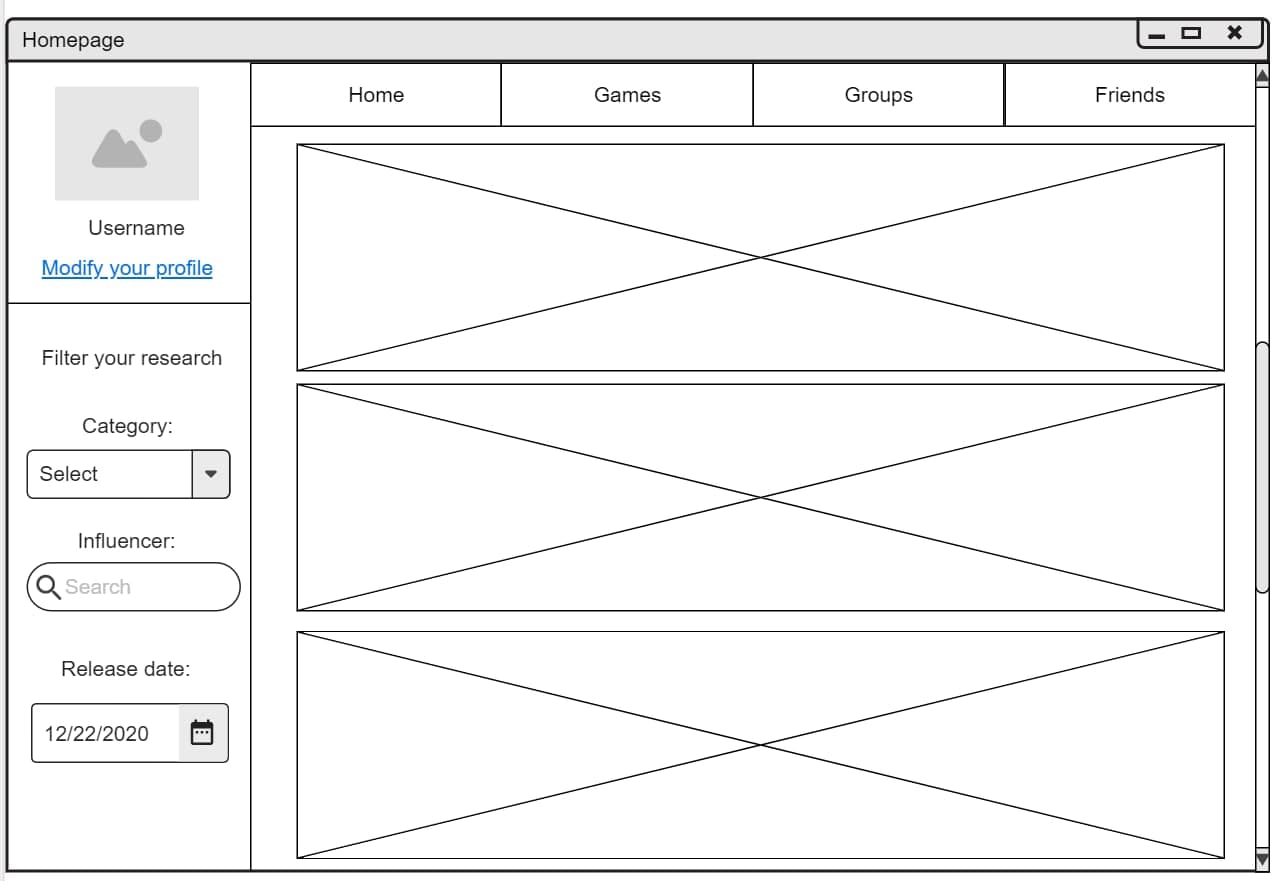 Homepage
Home
Games
Groups
Friends
Username
Modify your profile
Filter your research
Category:
Select
Influencer:
Search
Release date:
12/22/2020